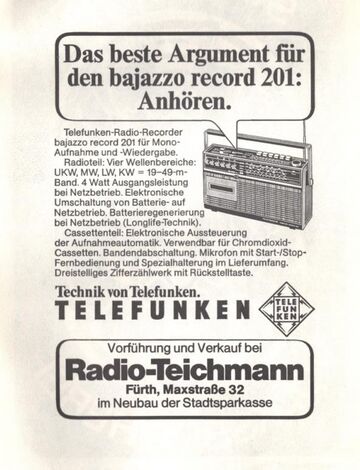 Das beste Argument für
den bajazzo record 201:
Anhören.
Telefunken-Radio-Recorder
bajazzo record 201 für Mono-
Aufnahme und -Wiedergabe.
Radioteil: Vier Wellenbereiche:
UKW, MW, LW, KW = 19-49-m-
Band. 4 Watt Ausgangsleistung
bei Netzbetrieb. Elektronische
Umschaltung von Batterie- auf
Netzbetrieb. Batterieregenerierung
bei Netzbetrieb (Longlife-Technik).
Cassettenteil: Elektronische Aussteuerung
der Aufnahmeautomatik. Verwendbar für Chromdioxid-
Cassetten. Bandendabschaltung. Mikrofon mit Start-/Stop-
Fernbedienung und Spezialhalterung im Lieferumfang.
Dreistelliges Zifferzählwerk mit Rückstelltaste.
Technik von Telefunken.
TELEFUNKEN
TELE
FUN
KEN
Vorführung und Verkauf bei
Radio-Teichmann
Fürth, Maxstraße 32
im Neubau der Stadtsparkasse